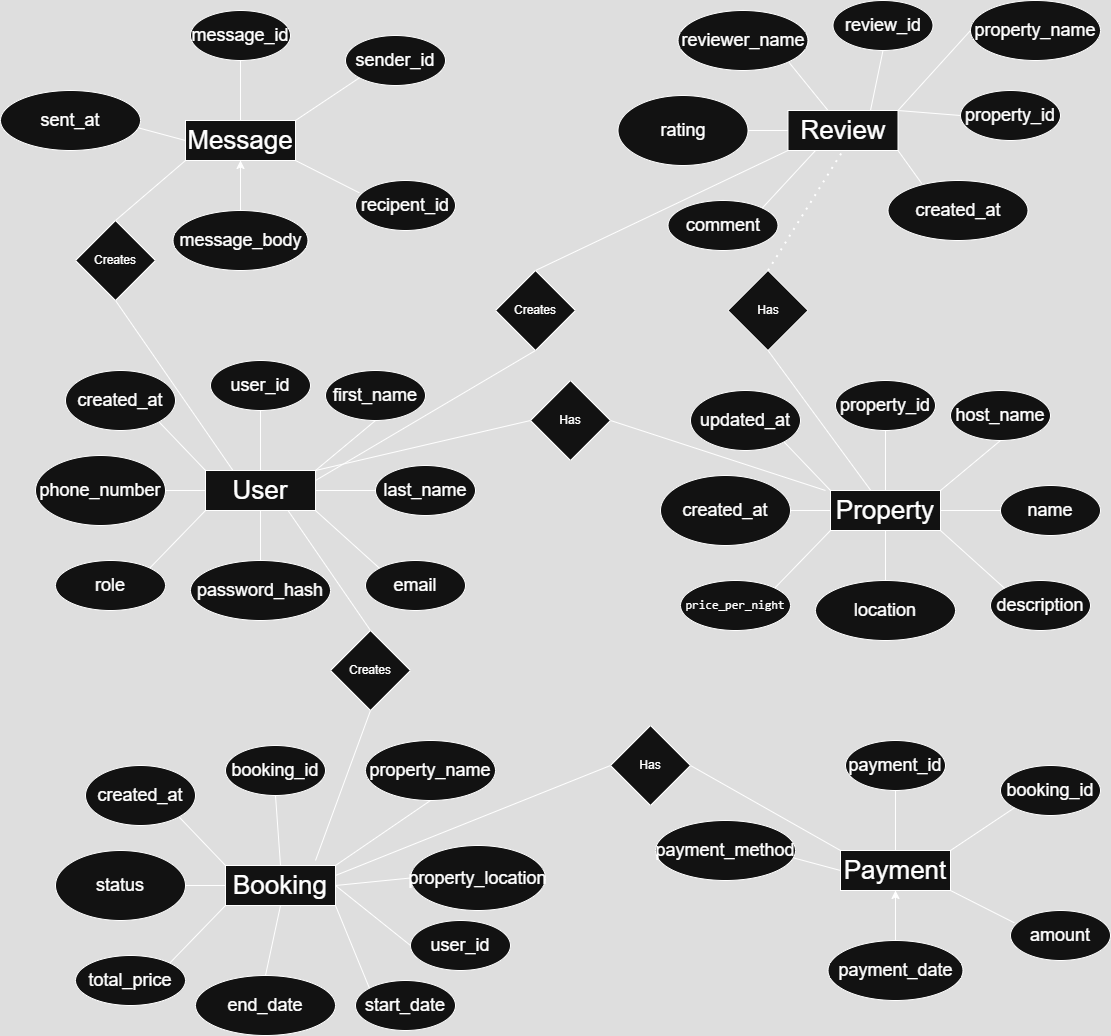 message_id
sender_id
sent_at
Message
recipent_id
message_body
Creates
reviewer_name
review_id
property_name
rating
Review
property_id
comment
created_at
Creates
Has
created_at
user_id
first_name
Has
phone_number
User
last_name
role
password_hash
email
updated_at
property_id
host_name
created_at
Property
name
price_per_night
location
description
Creates
created_at
booking_id
property_name
status
Booking
property_location
user_id
total_price
end_date
start_date
Has
payment_id
booking_id
payment_method
Payment
amount
payment_date